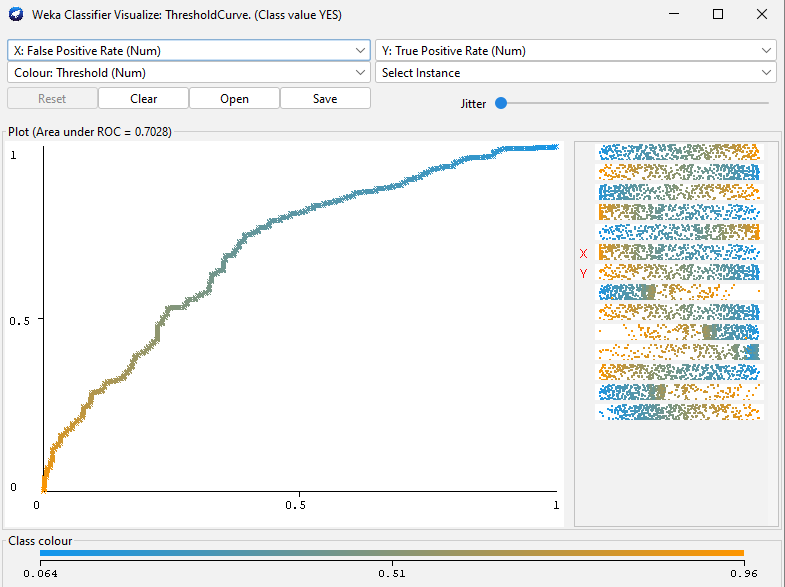 Weka Classifier Visualize: ThresholdCurve. (Class value YES)
X: False Positive Rate (Num) Y: True Positive Rate (Num)
Colour: Threshold (Num) Select Instance
Reset Clear Open Save Jitter
Plot (Area under ROC = 0.7028)
1
0.5
0
0 0.5 1
X
Y
Class colour
0.064 0.51 0.96